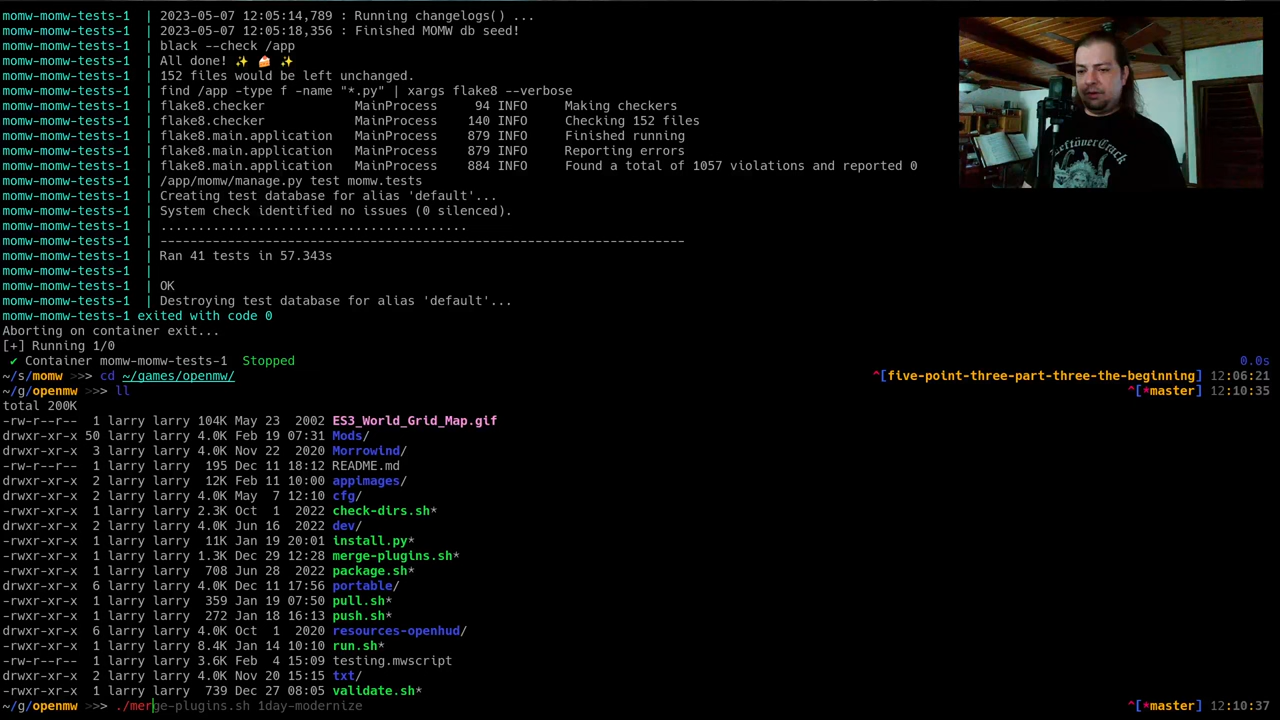 momw-momw-tests-1  | 2023-05-07 12:05:14,789 : Running changelogs() ...
momw-momw-tests-1  | 2023-05-07 12:05:18,356 : Finished MOMW db seed!
momw-momw-tests-1  | black --check /app
momw-momw-tests-1  | All done! ✨ 🍰 ✨
momw-momw-tests-1  | 152 files would be left unchanged.
momw-momw-tests-1  | find /app -type f -name "*.py" | xargs flake8 --verbose
momw-momw-tests-1  | flake8.checker            MainProcess     94 INFO     Making checkers
momw-momw-tests-1  | flake8.checker            MainProcess    140 INFO     Checking 152 files
momw-momw-tests-1  | flake8.main.application   MainProcess    879 INFO     Finished running
momw-momw-tests-1  | flake8.main.application   MainProcess    879 INFO     Reporting errors
momw-momw-tests-1  | flake8.main.application   MainProcess    884 INFO     Found a total of 1057 violations and reported 0
momw-momw-tests-1  | /app/momw/manage.py test momw.tests
momw-momw-tests-1  | Creating test database for alias 'default'...
momw-momw-tests-1  | System check identified no issues (0 silenced).
momw-momw-tests-1  | .........................................
momw-momw-tests-1  | ----------------------------------------------------------------------
momw-momw-tests-1  | Ran 41 tests in 57.343s
momw-momw-tests-1  |
momw-momw-tests-1  | OK
momw-momw-tests-1  | Destroying test database for alias 'default'...
momw-momw-tests-1 exited with code 0
Aborting on container exit...
[+] Running 1/0
 ✔ Container momw-momw-tests-1  Stopped 0.0s
~/s/momw >>> cd ~/games/openmw/ ^[five-point-three-part-three-the-beginning] 12:06:21
~/g/openmw >>> ll ^[*master] 12:10:35
total 200K
-rw-r--r--  1 larry larry 104K May 23  2002 ES3_World_Grid_Map.gif
drwxr-xr-x 50 larry larry 4.0K Feb 19 07:31 Mods/
drwxr-xr-x  3 larry larry 4.0K Nov 22  2020 Morrowind/
-rw-r--r--  1 larry larry  195 Dec 11 18:12 README.md
drwxr-xr-x  2 larry larry  12K Feb 11 10:00 appimages/
drwxr-xr-x  2 larry larry 4.0K May  7 12:10 cfg/
-rwxr-xr-x  1 larry larry 2.3K Oct  1  2022 check-dirs.sh*
drwxr-xr-x  2 larry larry 4.0K Jun 16  2022 dev/
-rwxr-xr-x  1 larry larry  11K Jan 19 20:01 install.py*
-rwxr-xr-x  1 larry larry 1.3K Dec 29 12:28 merge-plugins.sh*
-rwxr-xr-x  1 larry larry  708 Jun 28  2022 package.sh*
drwxr-xr-x  6 larry larry 4.0K Dec 11 17:56 portable/
-rwxr-xr-x  1 larry larry  359 Jan 19 07:50 pull.sh*
-rwxr-xr-x  1 larry larry  272 Jan 18 16:13 push.sh*
drwxr-xr-x  6 larry larry 4.0K Oct  1  2020 resources-openhud/
-rwxr-xr-x  1 larry larry 8.4K Jan 14 10:10 run.sh*
-rw-r--r--  1 larry larry 3.6K Feb  4 15:09 testing.mwscript
drwxr-xr-x  2 larry larry 4.0K Nov 20 15:15 txt/
-rwxr-xr-x  1 larry larry  739 Dec 27 08:05 validate.sh*
~/g/openmw >>> ./merge-plugins.sh 1day-modernize ^[*master] 12:10:37
Leftöver Crack